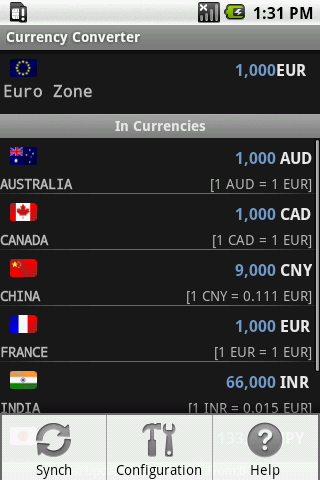 1:31 PM
Currency Converter
1,000EUR
Euro Zone
In Currencies
1,000 AUD
AUSTRALIA [1 AUD = 1 EUR]
1,000 CAD
CANADA [1 CAD = 1 EUR]
9,000 CNY
CHINA [1 CNY = 0.111 EUR]
1,000 EUR
FRANCE [1 EUR = 1 EUR]
66,000 INR
INDIA [1 INR = 0.015 EUR]
Synch Configuration Help